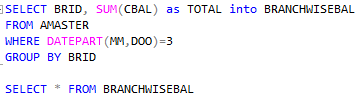 SELECT BRID, SUM(CBAL) as TOTAL into BRANCHWISEBAL
FROM AMASTER
WHERE DATEPART(MM,DOO)=3
GROUP BY BRID
SELECT * FROM BRANCHWISEBAL